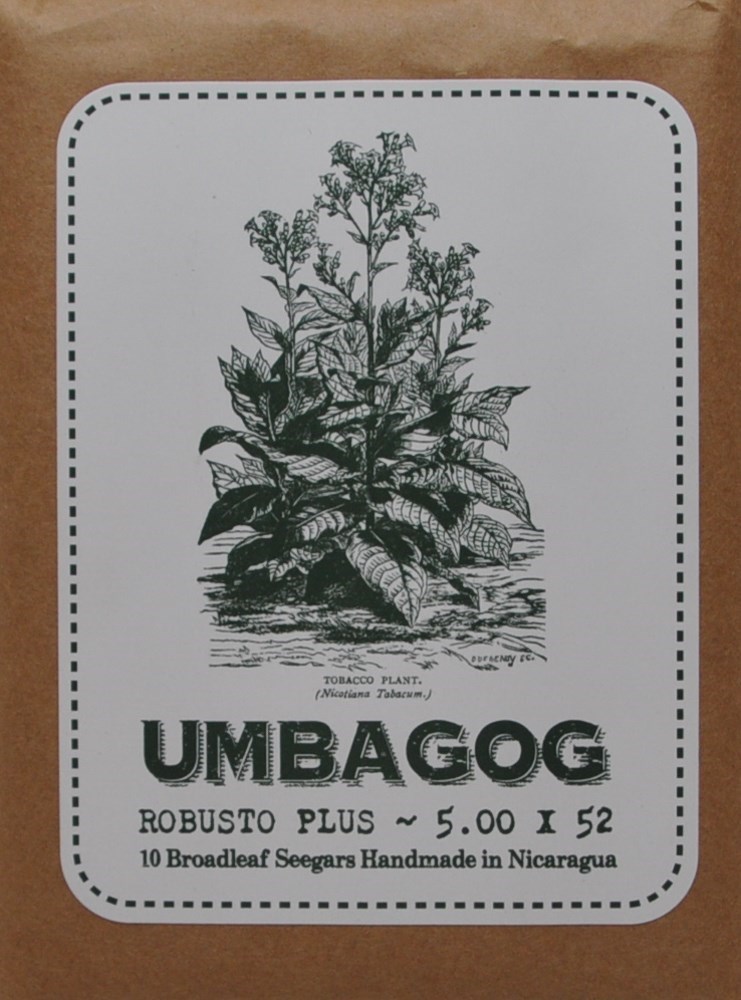 TOBACCO PLANT.
(Nicotiana Tabacum.)
UMBAGOG
ROBUSTO PLUS ~ 5.00 X 52
10 Broadleaf Seegars Handmade in Nicaragua